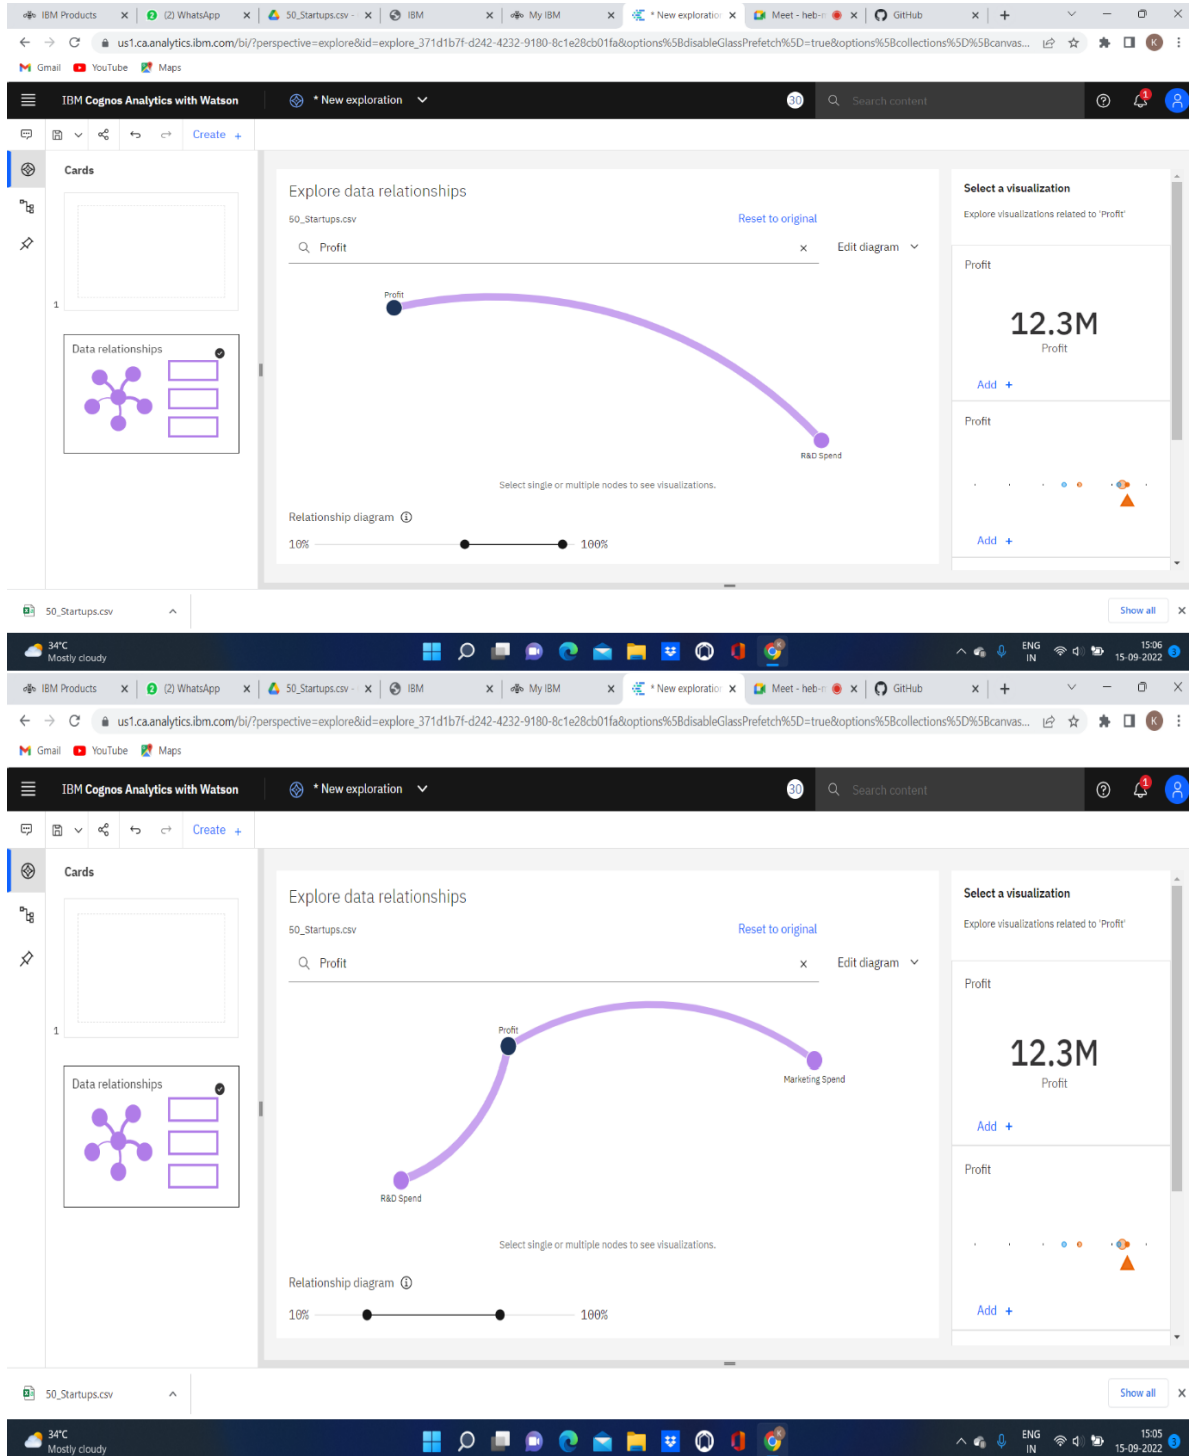 IBM Products
(2) WhatsApp
50_Startups.csv -
IBM
My IBM
* New exploration
Meet - heb-
GitHub
us1.ca.analytics.ibm.com/bi/?perspective=explore&id=explore_371d1b7f-d242-4232-9180-8c1e28cb01fa&options%5BdisableGlassPrefetch%5D=true&options%5Bcollections%5D%5Bcanvas...
K
Gmail
YouTube
Maps
IBM Cognos Analytics with Watson
* New exploration
30
Search content
1
Create +
Cards
1
Data relationships
Explore data relationships
50_Startups.csv
Reset to original
Profit
Edit diagram
Profit
R&D Spend
Select single or multiple nodes to see visualizations.
Relationship diagram
10%
100%
Select a visualization
Explore visualizations related to 'Profit'
Profit
12.3M
Profit
Add +
Profit
Add +
50_Startups.csv
Show all
34°C
Mostly cloudy
ENG
IN
15:06
15-09-2022
3
IBM Products
(2) WhatsApp
50_Startups.csv -
IBM
My IBM
* New exploration
Meet - heb-
GitHub
us1.ca.analytics.ibm.com/bi/?perspective=explore&id=explore_371d1b7f-d242-4232-9180-8c1e28cb01fa&options%5BdisableGlassPrefetch%5D=true&options%5Bcollections%5D%5Bcanvas...
K
Gmail
YouTube
Maps
IBM Cognos Analytics with Watson
* New exploration
30
Search content
1
Create +
Cards
1
Data relationships
Explore data relationships
50_Startups.csv
Reset to original
Profit
Edit diagram
Profit
Marketing Spend
R&D Spend
Select single or multiple nodes to see visualizations.
Relationship diagram
10%
100%
Select a visualization
Explore visualizations related to 'Profit'
Profit
12.3M
Profit
Add +
Profit
Add +
50_Startups.csv
Show all
34°C
Mostly cloudy
ENG
IN
15:05
15-09-2022
3